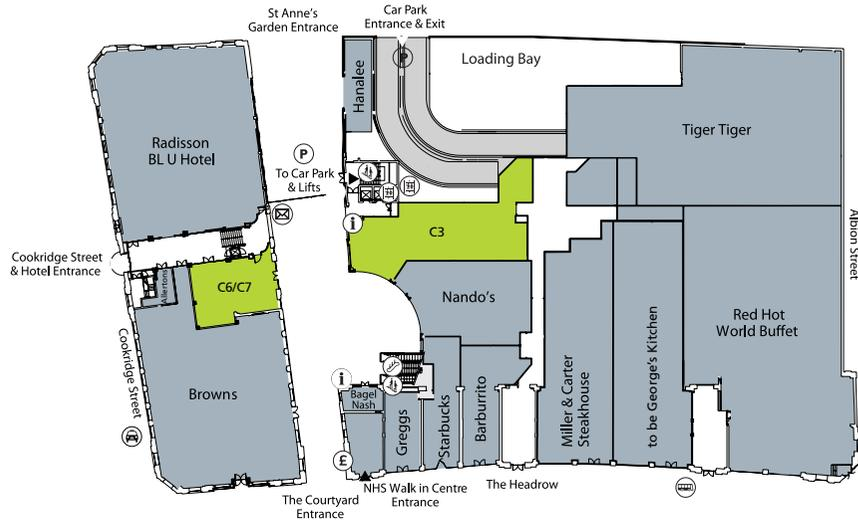 St Anne's
Garden Entrance
Car Park
Entrance & Exit
P
Loading Bay
Hanalee
Tiger Tiger
Radisson
BL U Hotel
P
To Car Park
& Lifts
i
C3
Albion Street
Cookridge Street
& Hotel Entrance
Allertons
C6/C7
Nando's
Red Hot
World Buffet
Cookridge Street
Browns
i
Bagel
Nash
Greggs
Starbucks
Barburrito
Miller & Carter
Steakhouse
to be George's Kitchen
£
The Courtyard
Entrance
NHS Walk in Centre
Entrance
The Headrow